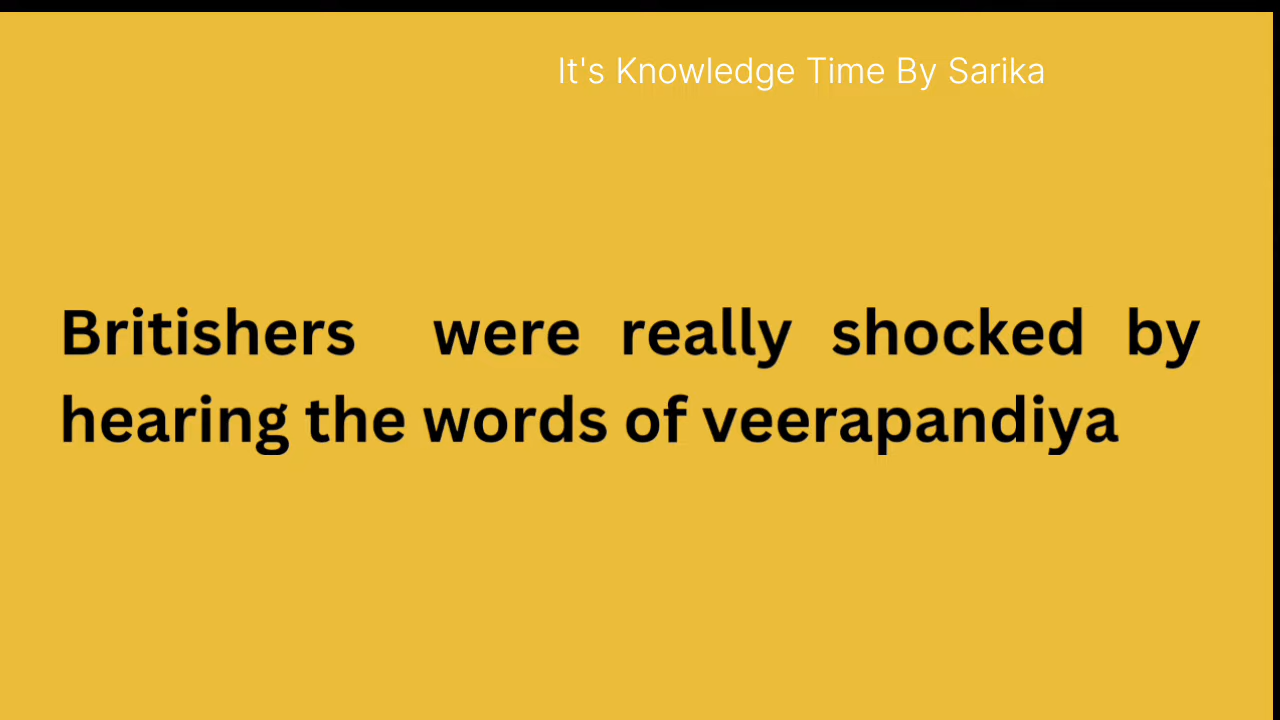 It's Knowledge Time By Sarika
Britishers were really shocked by
hearing the words of veerapandiya